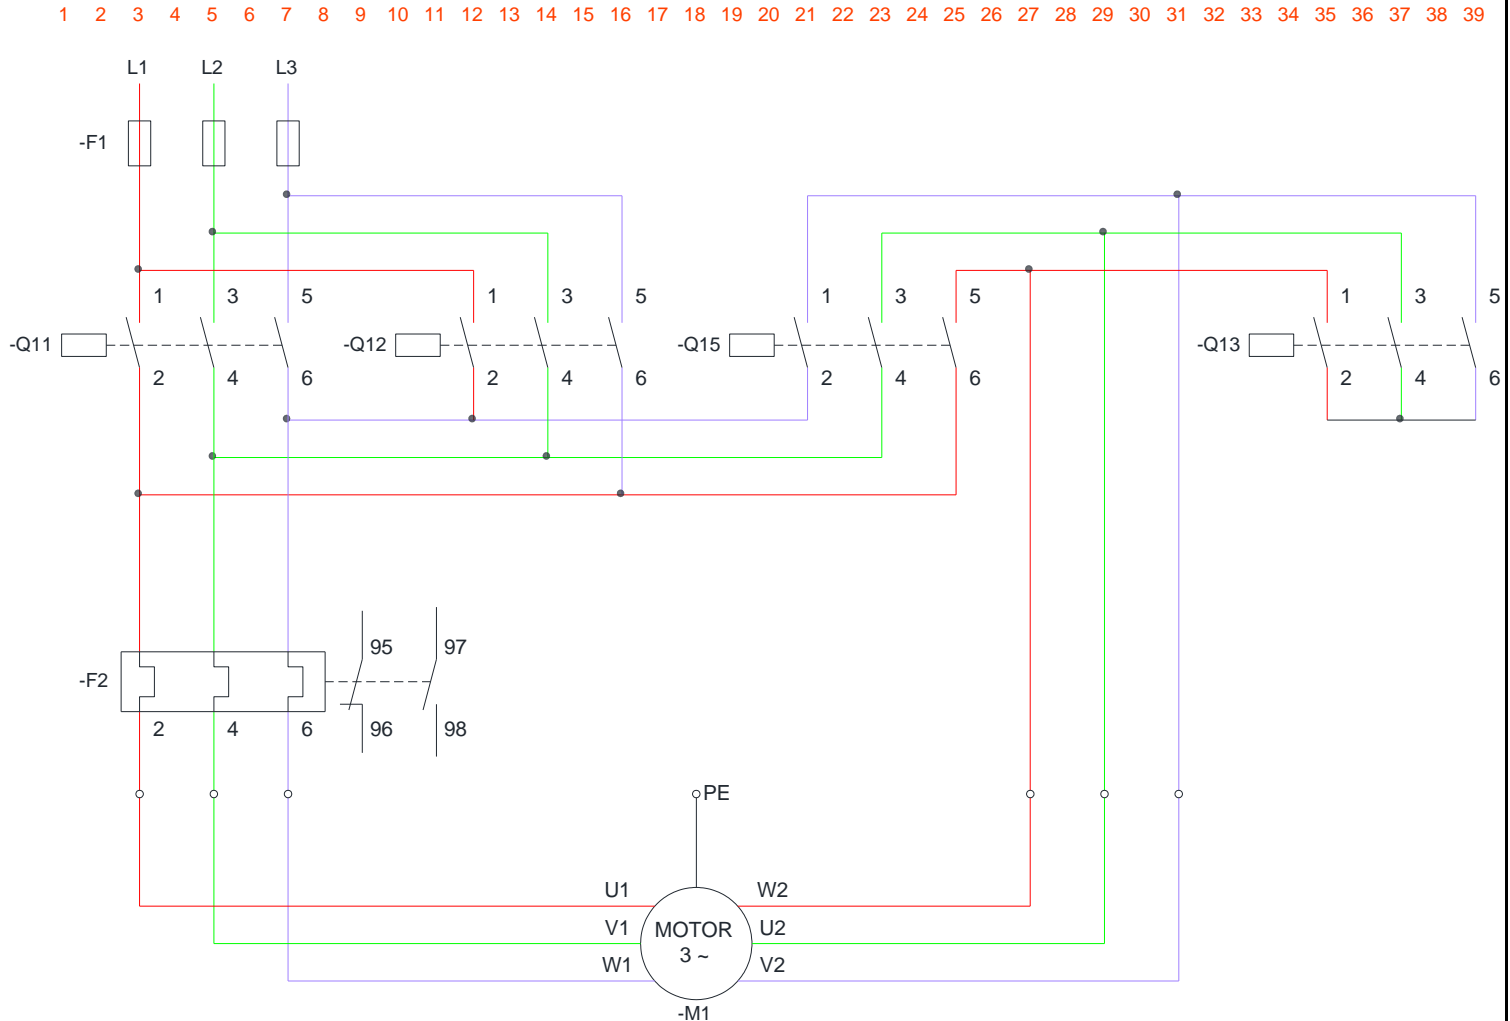 1 2 3 4 5 6 7 8 9 10 11 12 13 14 15 16 17 18 19 20 21 22 23 24 25 26 27 28 29 30 31 32 33 34 35 36 37 38 39
L1 L2 L3
-F1
1 3 5 1 3 5 1 3 5 1 3 5
-Q11 -Q12 -Q15 -Q13
2 4 6 2 4 6 2 4 6 2 4 6
95 97
-F2
2 4 6 96 98
PE
U1 W2
V1 MOTOR U2
3 ~
W1 V2
-M1